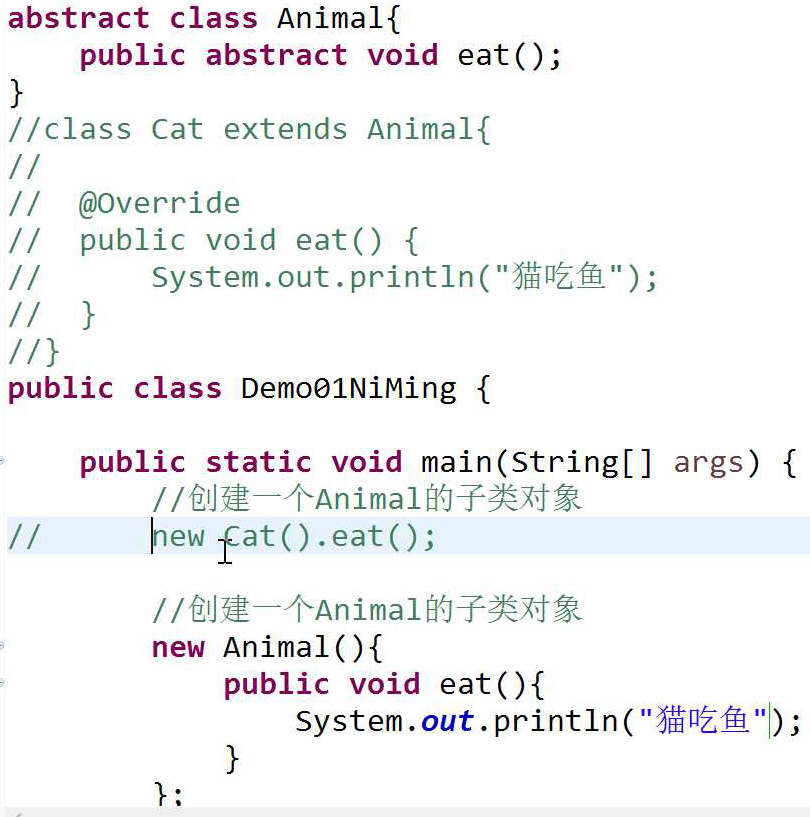 abstract class Animal{
    public abstract void eat();
}
//class Cat extends Animal{
//
//  @Override
//  public void eat() {
//      System.out.println("猫吃鱼");
//  }
//}
public class Demo01NiMing {
    public static void main(String[] args) {
        //创建一个Animal的子类对象
//      new Cat().eat();
        //创建一个Animal的子类对象
        new Animal(){
            public void eat(){
                System.out.println("猫吃鱼");
            }
        };